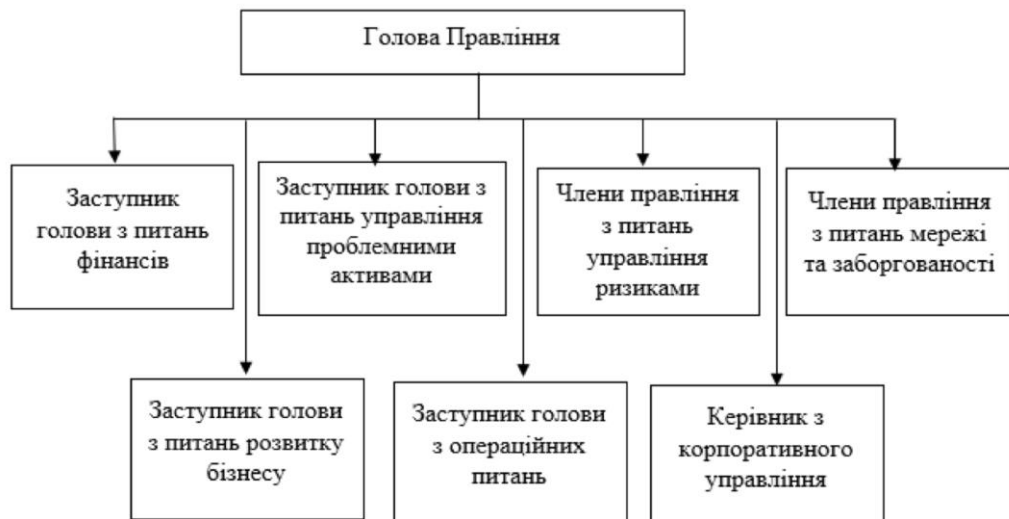 Голова Правління
Заступник
голови з питань
фінансів
Заступник голови з
питань управління
проблемними
активами
Члени правління
з питань
управління
ризиками
Члени правління
з питань мережі
та заборгованості
Заступник голови
з питань розвитку
бізнесу
Заступник голови
з операційних
питань
Керівник з
корпоративного
управління